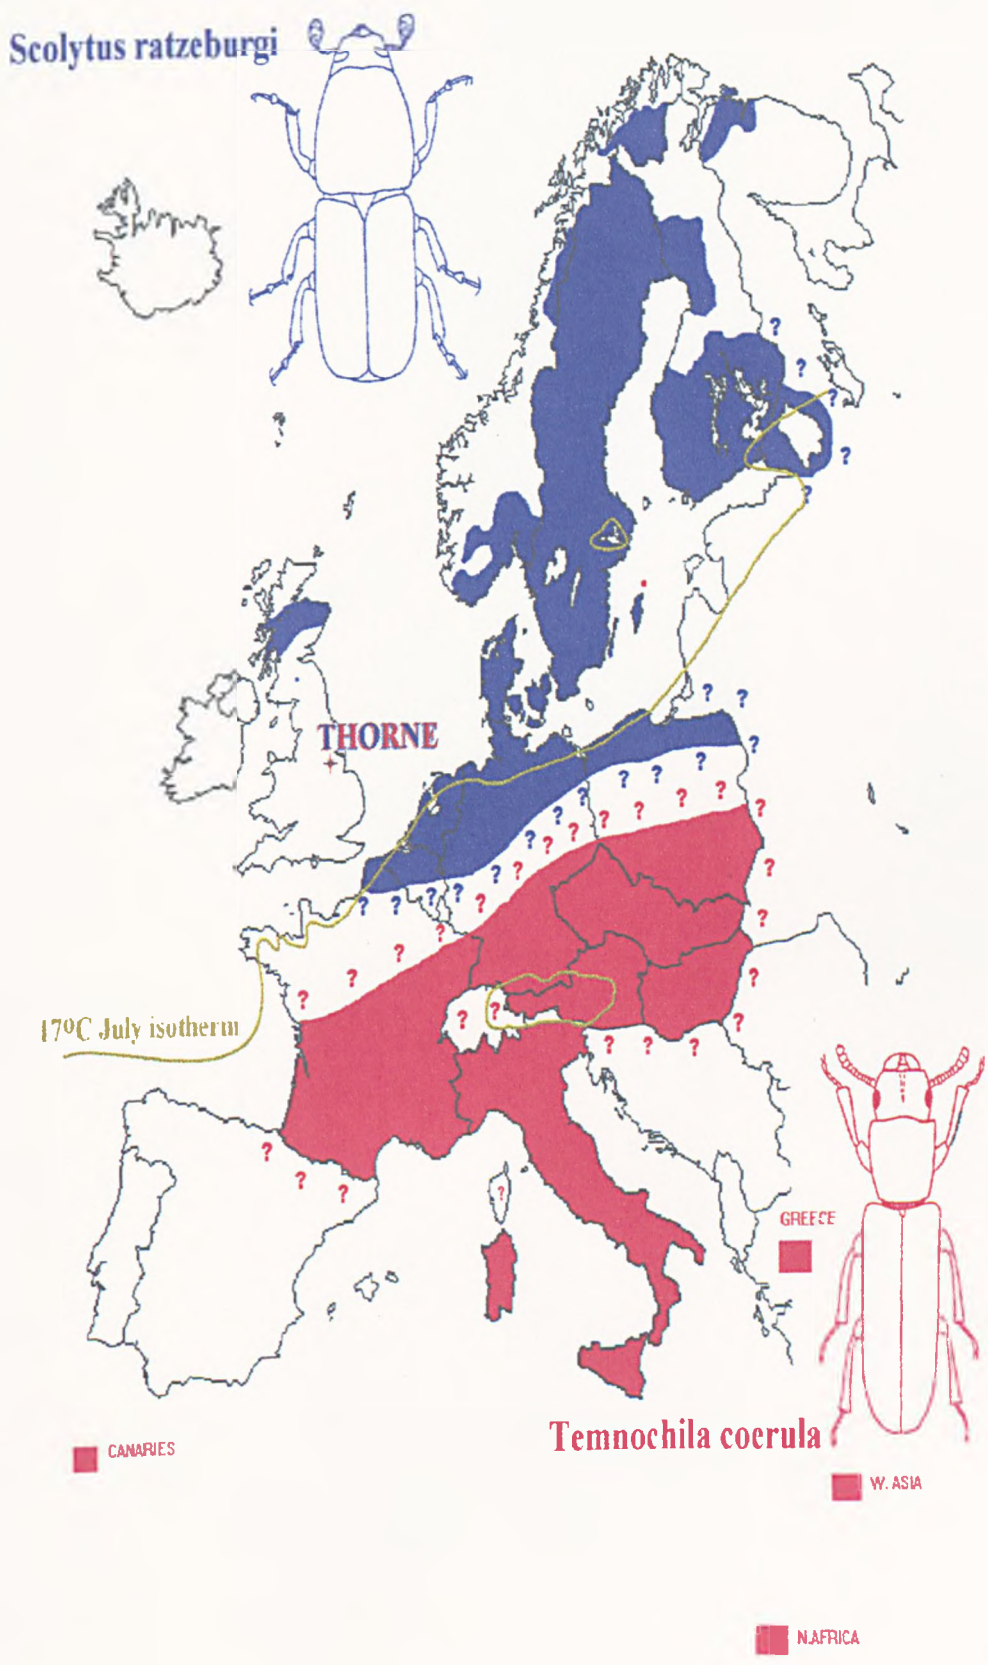 Scolytus ratzeburgi
?
?
?
?
?
THORNE
? ?
?
? ? ?
? ? ? ? ? ?
? ? ? ? ? ? ? ?
?
? ? ? ?
?
? ? ?
? ? ?
17ºC July isotherm
? ? ? ?
?
? ?
?
GREECE
Temnochila coerula
CANARIES
W. ASIA
N.AFRICA